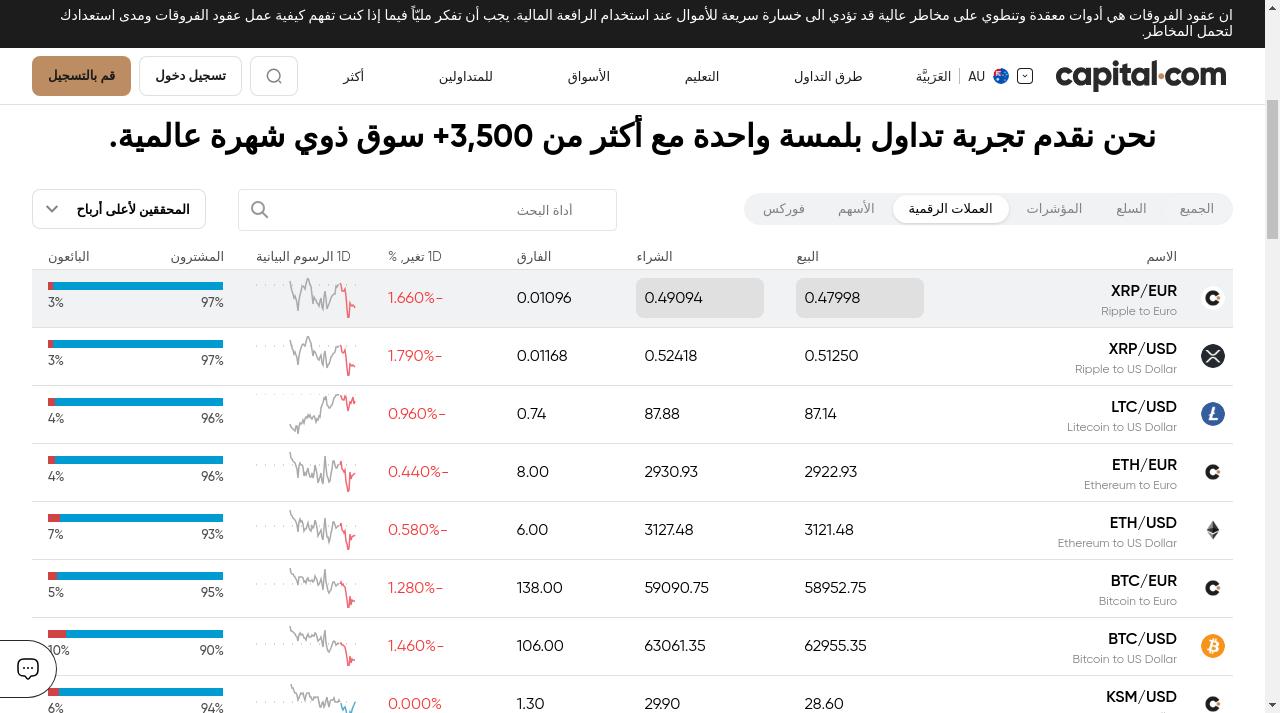 ان عقود الفروقات هي أدوات معقدة وتنطوي على مخاطر عالية قد تؤدي الى خسارة سريعة للأموال عند استخدام الرافعة المالية. يجب أن تفكر مليّاً فيما إذا كنت تفهم كيفية عمل عقود الفروقات ومدى استعدادك
لتحمل المخاطر.
capital.com AU العَرَبيَّة طرق التداول التعليم الأسواق للمتداولين أكثر تسجيل دخول قم بالتسجيل
نحن نقدم تجربة تداول بلمسة واحدة مع أكثر من 3,500+ سوق ذوي شهرة عالمية.
الجميع السلع المؤشرات العملات الرقمية الأسهم فوركس أداة البحث المحققين لأعلى أرباح
الاسم البيع الشراء الفارق 1D تغير, % 1D الرسوم البيانية المشترون البائعون
XRP/EUR 0.47998 0.49094 0.01096 -1.660%
Ripple to Euro 97% 3%
XRP/USD 0.51250 0.52418 0.01168 -1.790%
Ripple to US Dollar 97% 3%
LTC/USD 87.14 87.88 0.74 -0.960%
Litecoin to US Dollar 96% 4%
ETH/EUR 2922.93 2930.93 8.00 -0.440%
Ethereum to Euro 96% 4%
ETH/USD 3121.48 3127.48 6.00 -0.580%
Ethereum to US Dollar 93% 7%
BTC/EUR 58952.75 59090.75 138.00 -1.280%
Bitcoin to Euro 95% 5%
BTC/USD 62955.35 63061.35 106.00 -1.460%
Bitcoin to US Dollar 90% 10%
KSM/USD 28.60 29.90 1.30 0.000%
94% 6%